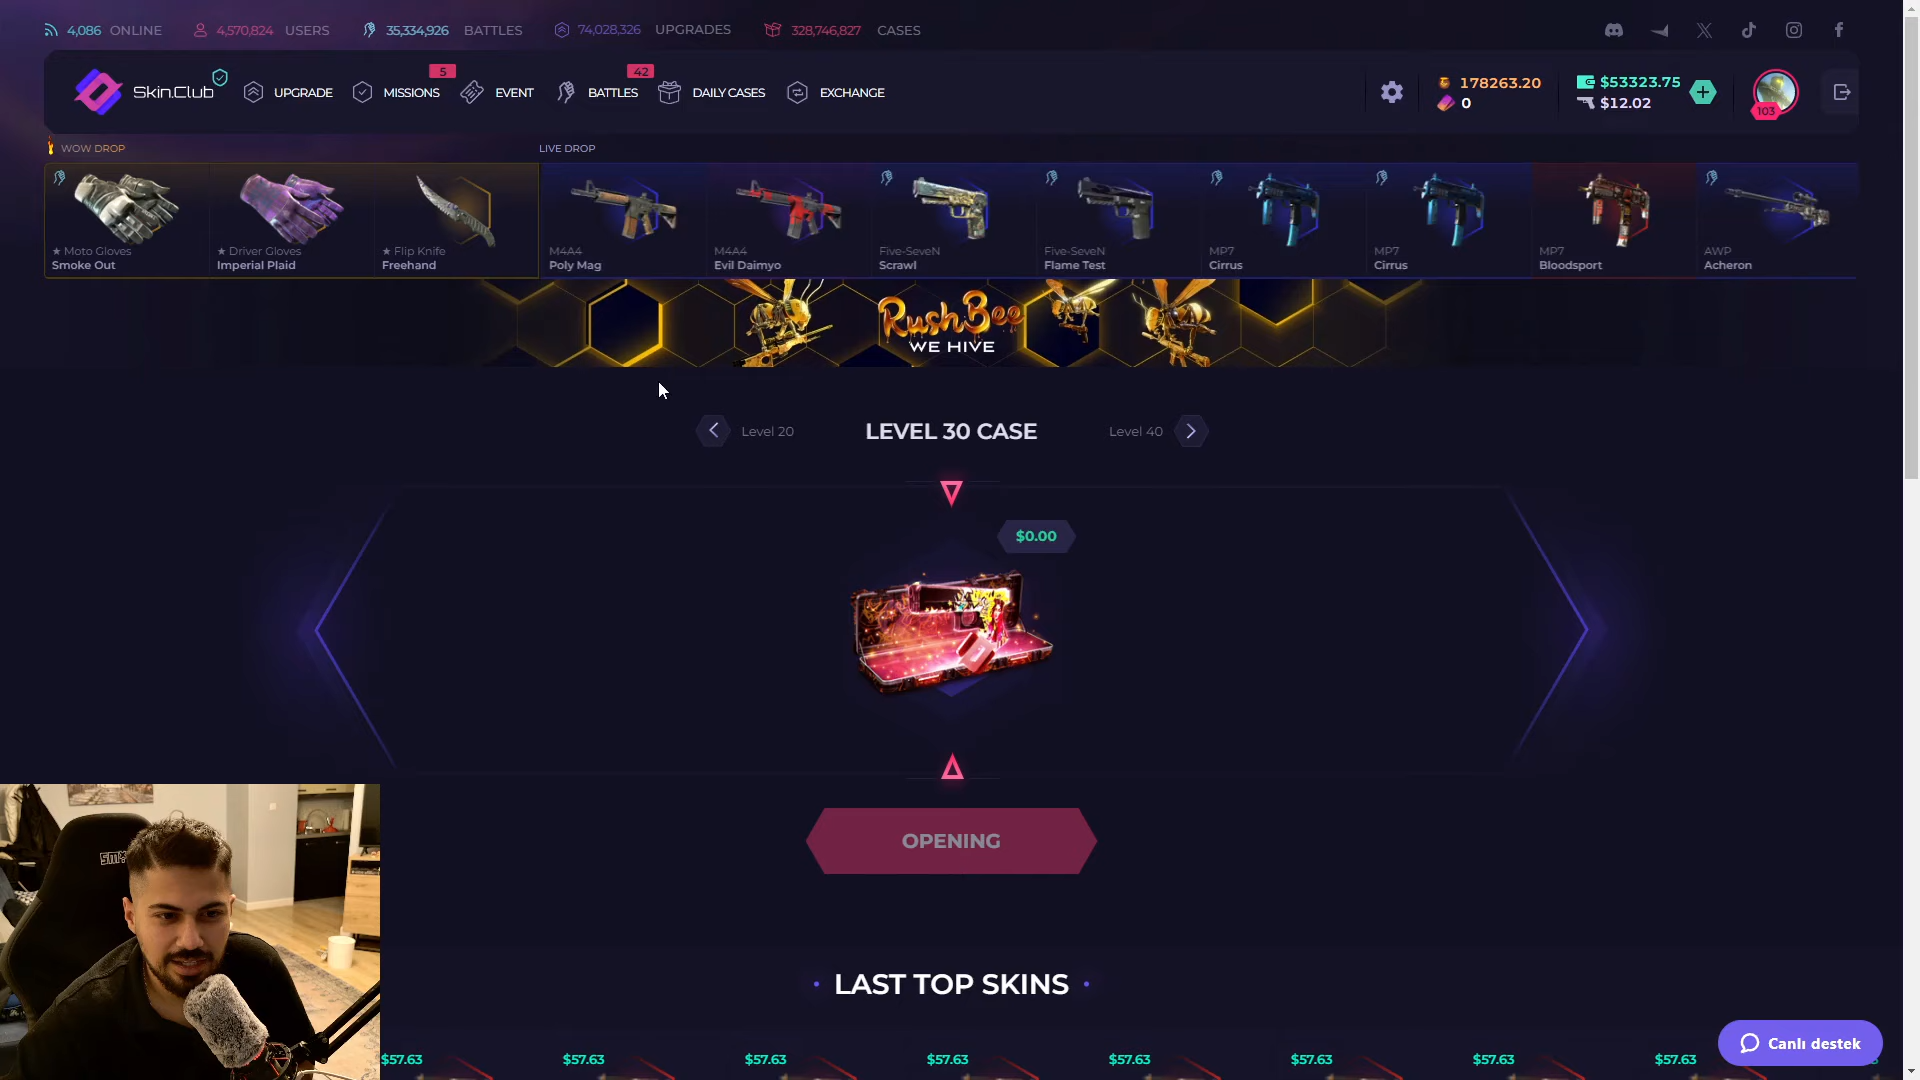 4,086 ONLINE 4,570,824 USERS 35,334,926 BATTLES 74,028,326 UPGRADES 328,746,827 CASES
Skin.Club UPGRADE 5 MISSIONS EVENT 42 BATTLES DAILY CASES EXCHANGE
178263.20
0
$53323.75
$12.02
103
WOW DROP LIVE DROP
★ Moto Gloves
Smoke Out
★ Driver Gloves
Imperial Plaid
★ Flip Knife
Freehand
M4A4
Poly Mag
M4A4
Evil Daimyo
Five-SeveN
Scrawl
Five-SeveN
Flame Test
MP7
Cirrus
MP7
Cirrus
MP7
Bloodsport
AWP
Acheron
RushBee
WE HIVE
Level 20 LEVEL 30 CASE Level 40
$0.00
OPENING
LAST TOP SKINS
$57.63 $57.63 $57.63 $57.63 $57.63 $57.63 $57.63 $57.63
Canlı destek